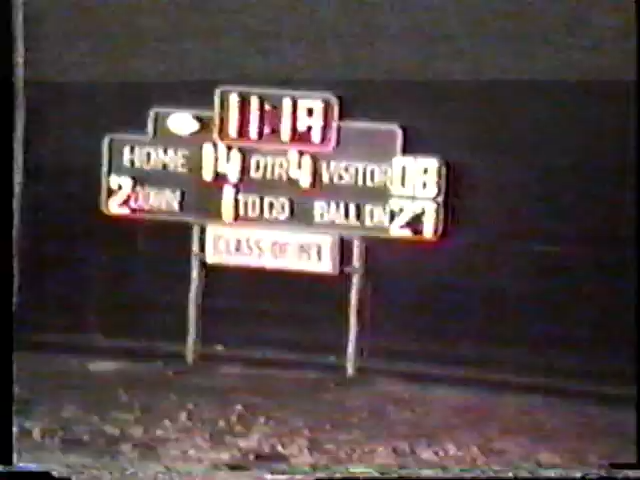 11:19
HOME 14 QTR 4 VISITOR 08
2 DOWN 1 TO GO BALL ON 27
CLASS OF